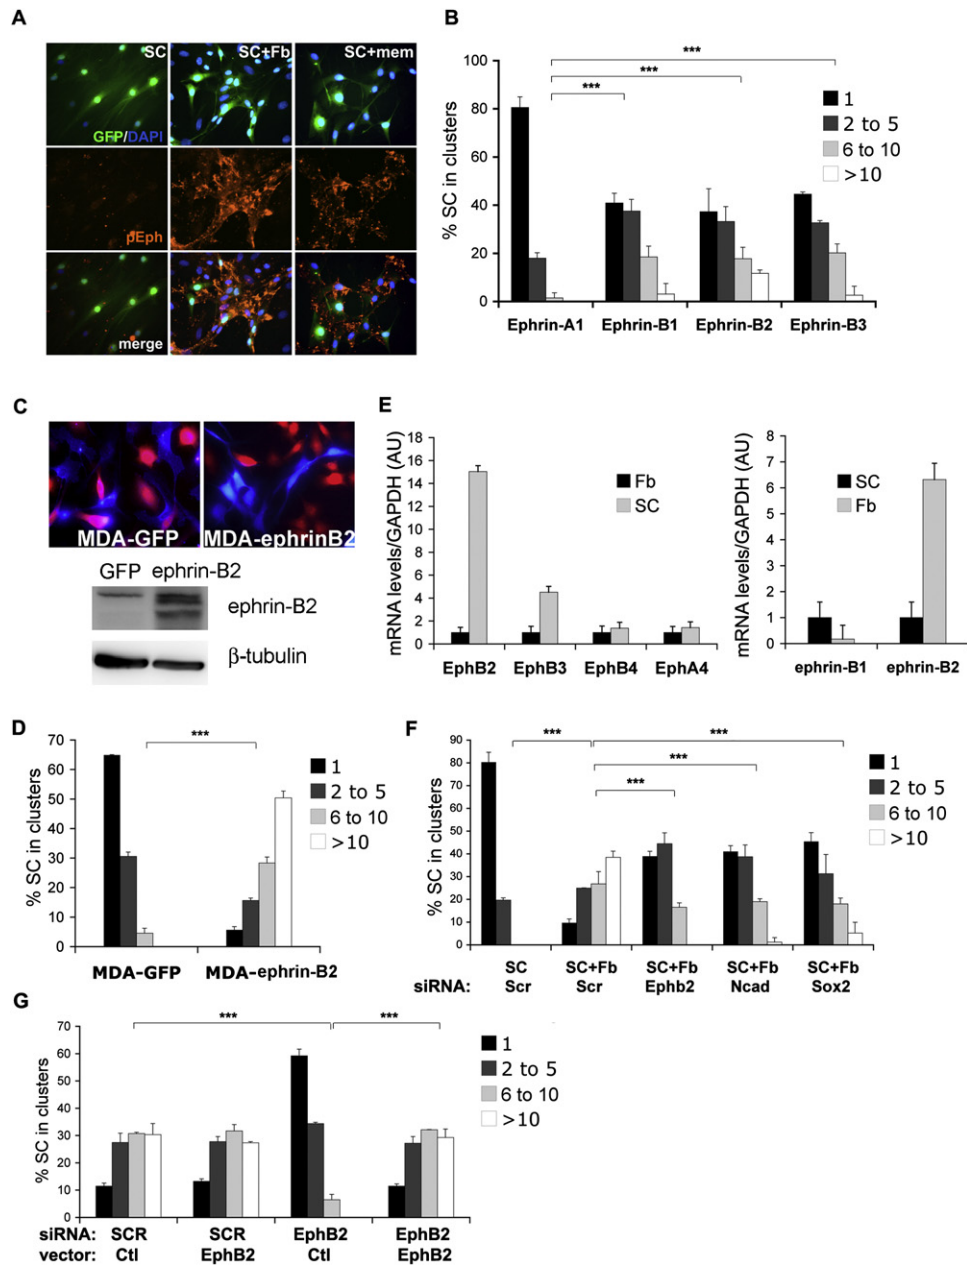 A
SC
SC+Fb
SC+mem
GFP/DAPI
pEph
merge
B
***
***
***
% SC in clusters
100
80
60
40
20
0
1
2 to 5
6 to 10
>10
Ephrin-A1
Ephrin-B1
Ephrin-B2
Ephrin-B3
C
MDA-GFP
MDA-ephrinB2
GFP
ephrin-B2
ephrin-B2
β-tubulin
E
mRNA levels/GAPDH (AU)
18
16
14
12
10
8
6
4
2
0
Fb
SC
EphB2
EphB3
EphB4
EphA4
mRNA levels/GAPDH (AU)
8
7
6
5
4
3
2
1
0
SC
Fb
ephrin-B1
ephrin-B2
D
***
% SC in clusters
70
60
50
40
30
20
10
0
1
2 to 5
6 to 10
>10
MDA-GFP
MDA-ephrin-B2
F
***
***
***
***
% SC in clusters
90
80
70
60
50
40
30
20
10
0
1
2 to 5
6 to 10
>10
SC
SC+Fb
SC+Fb
SC+Fb
SC+Fb
siRNA:
Scr
Scr
Ephb2
Ncad
Sox2
G
***
***
% SC in clusters
70
60
50
40
30
20
10
0
1
2 to 5
6 to 10
>10
siRNA:
SCR
SCR
EphB2
EphB2
vector:
Ctl
EphB2
Ctl
EphB2